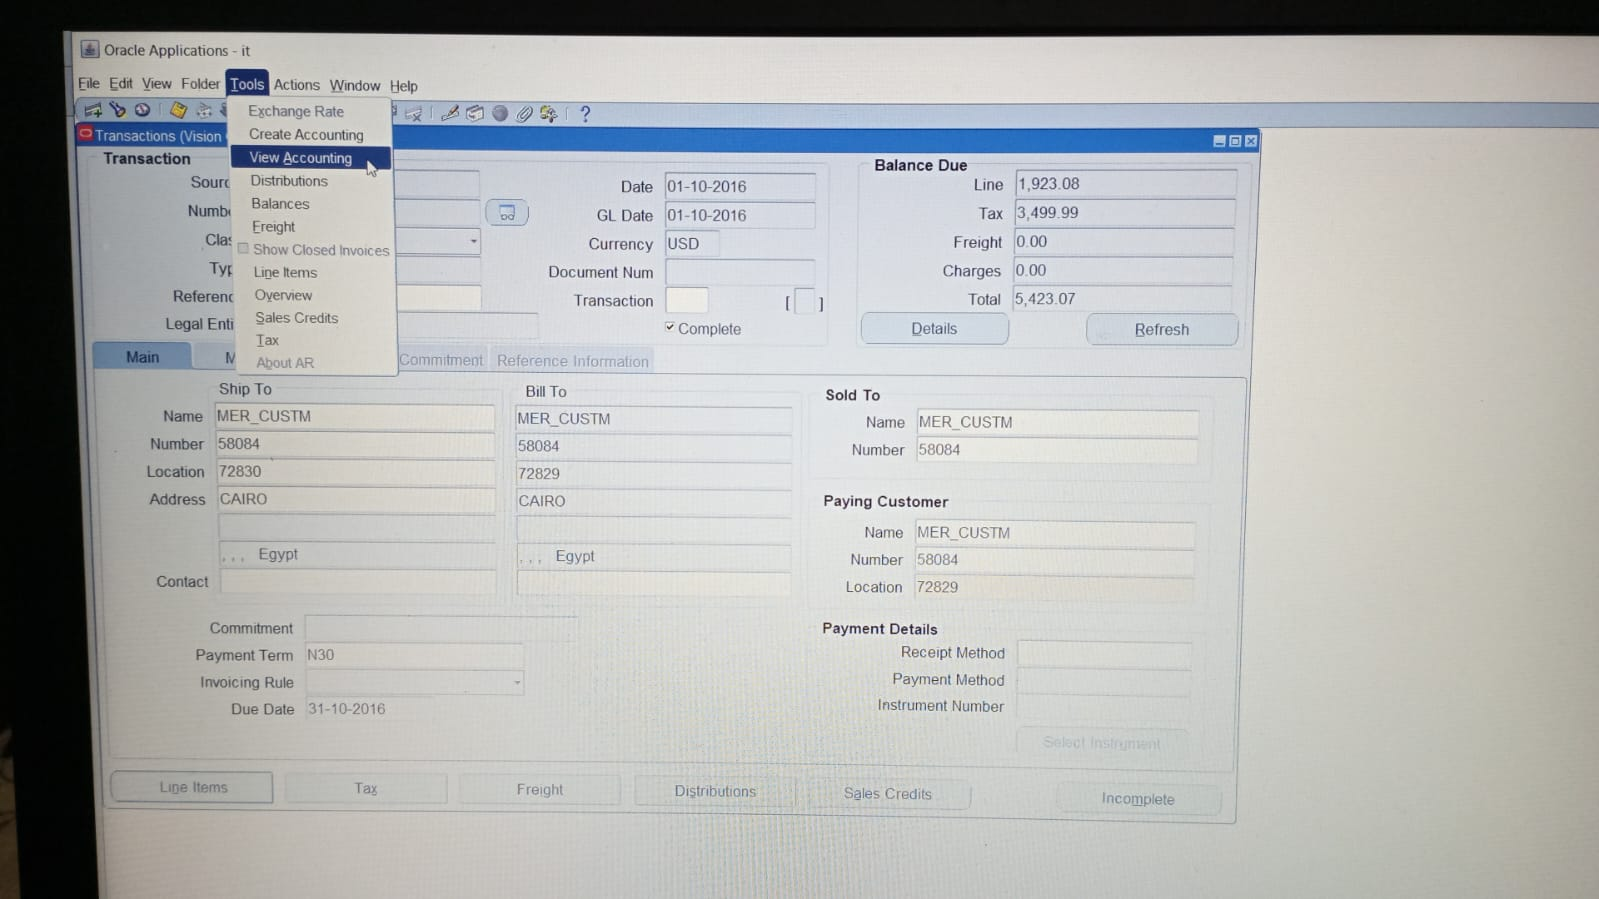 Oracle Applications - it
File Edit View Folder Tools Actions Window Help
Exchange Rate
Create Accounting
View Accounting
Distributions
Balances
Freight
Show Closed Invoices
Line Items
Overview
Sales Credits
Tax
About AR
Transactions (Vision
Transaction
Sourc
Numbe
Clas
Typ
Referenc
Legal Enti
Date 01-10-2016
GL Date 01-10-2016
Currency USD
Document Num
Transaction [ ]
Complete
Balance Due
Line 1,923.08
Tax 3,499.99
Freight 0.00
Charges 0.00
Total 5,423.07
Details Refresh
Main M Commitment Reference Information
Ship To
Name MER_CUSTM
Number 58084
Location 72830
Address CAIRO
, , , Egypt
Contact
Bill To
MER_CUSTM
58084
72829
CAIRO
, , , Egypt
Sold To
Name MER_CUSTM
Number 58084
Paying Customer
Name MER_CUSTM
Number 58084
Location 72829
Commitment
Payment Term N30
Invoicing Rule
Due Date 31-10-2016
Payment Details
Receipt Method
Payment Method
Instrument Number
Select Instrument
Line Items Tax Freight Distributions Sales Credits Incomplete